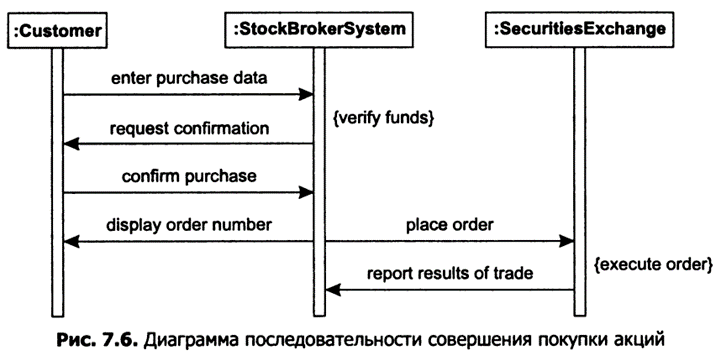 :Customer
:StockBrokerSystem
:SecuritiesExchange
enter purchase data
{verify funds}
request confirmation
confirm purchase
display order number
place order
{execute order}
report results of trade
Рис. 7.6. Диаграмма последовательности совершения покупки акций